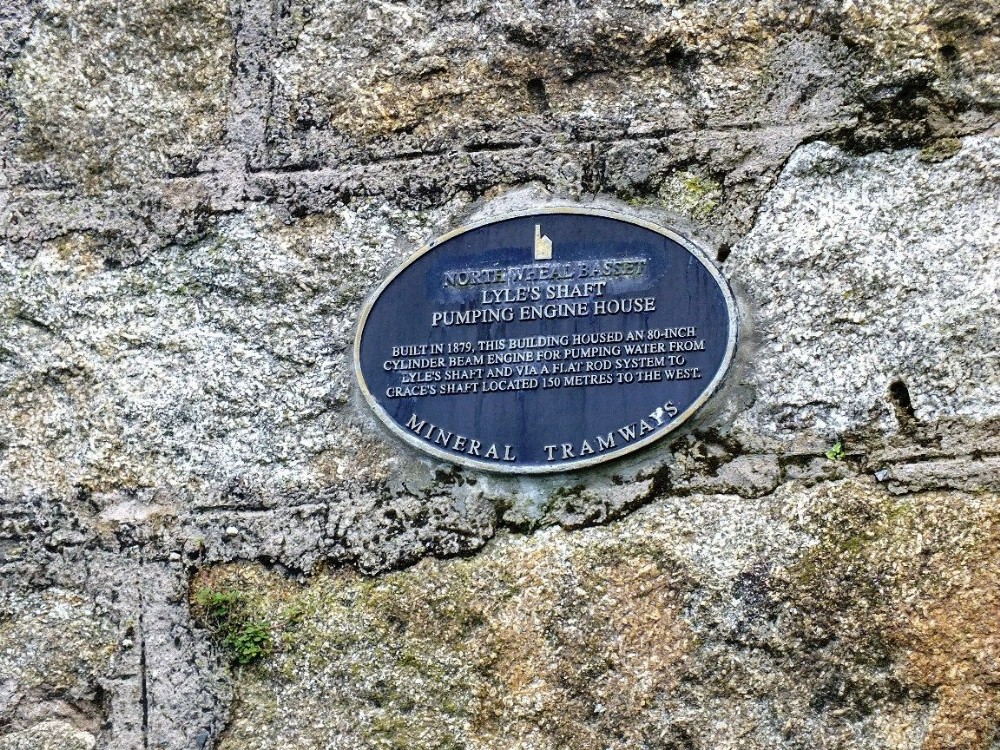 NORTH WHEAL BASSET
LYLE'S SHAFT
PUMPING ENGINE HOUSE
BUILT IN 1879, THIS BUILDING HOUSED AN 80-INCH
CYLINDER BEAM ENGINE FOR PUMPING WATER FROM
LYLE'S SHAFT AND VIA A FLAT ROD SYSTEM TO
GRACE'S SHAFT LOCATED 150 METRES TO THE WEST.
MINERAL TRAMWAYS